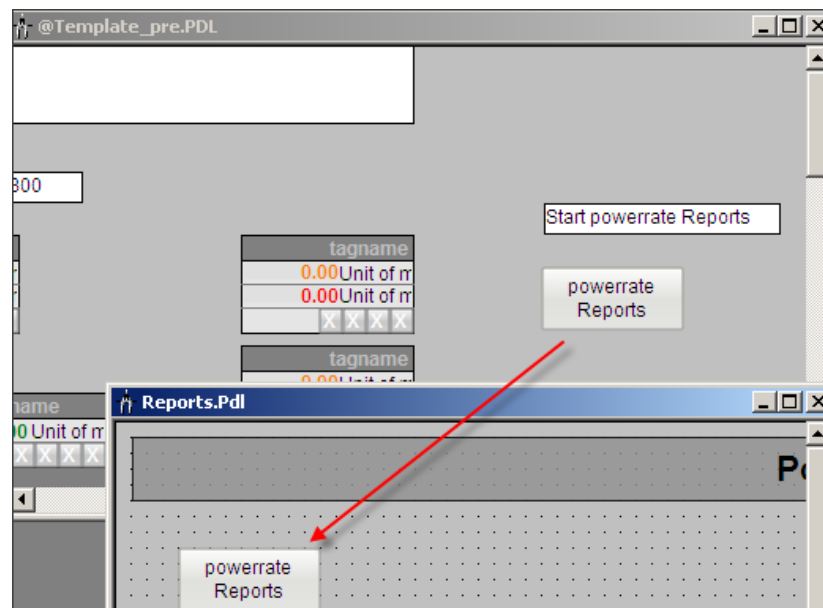 @Template_pre.PDL
300
Start powerrate Reports
tagname
0.00Unit of m
0.00Unit of m
X X X X
powerrate
Reports
tagname
Reports.Pdl
name
00 Unit of m
X X X X
Po
powerrate
Reports